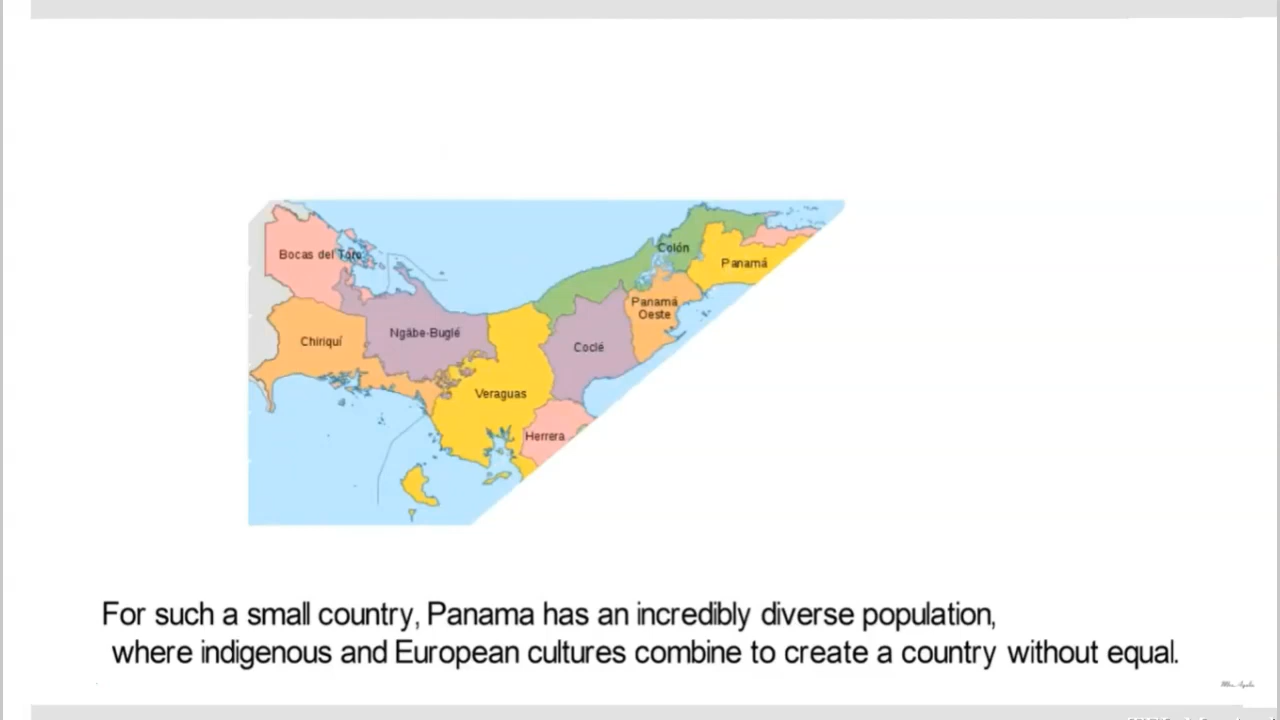 Bocas del Toro
Colón
Panamá
Panamá
Oeste
Ngäbe-Buglé
Chiriquí
Coclé
Veraguas
Herrera
For such a small country, Panama has an incredibly diverse population,
where indigenous and European cultures combine to create a country without equal.